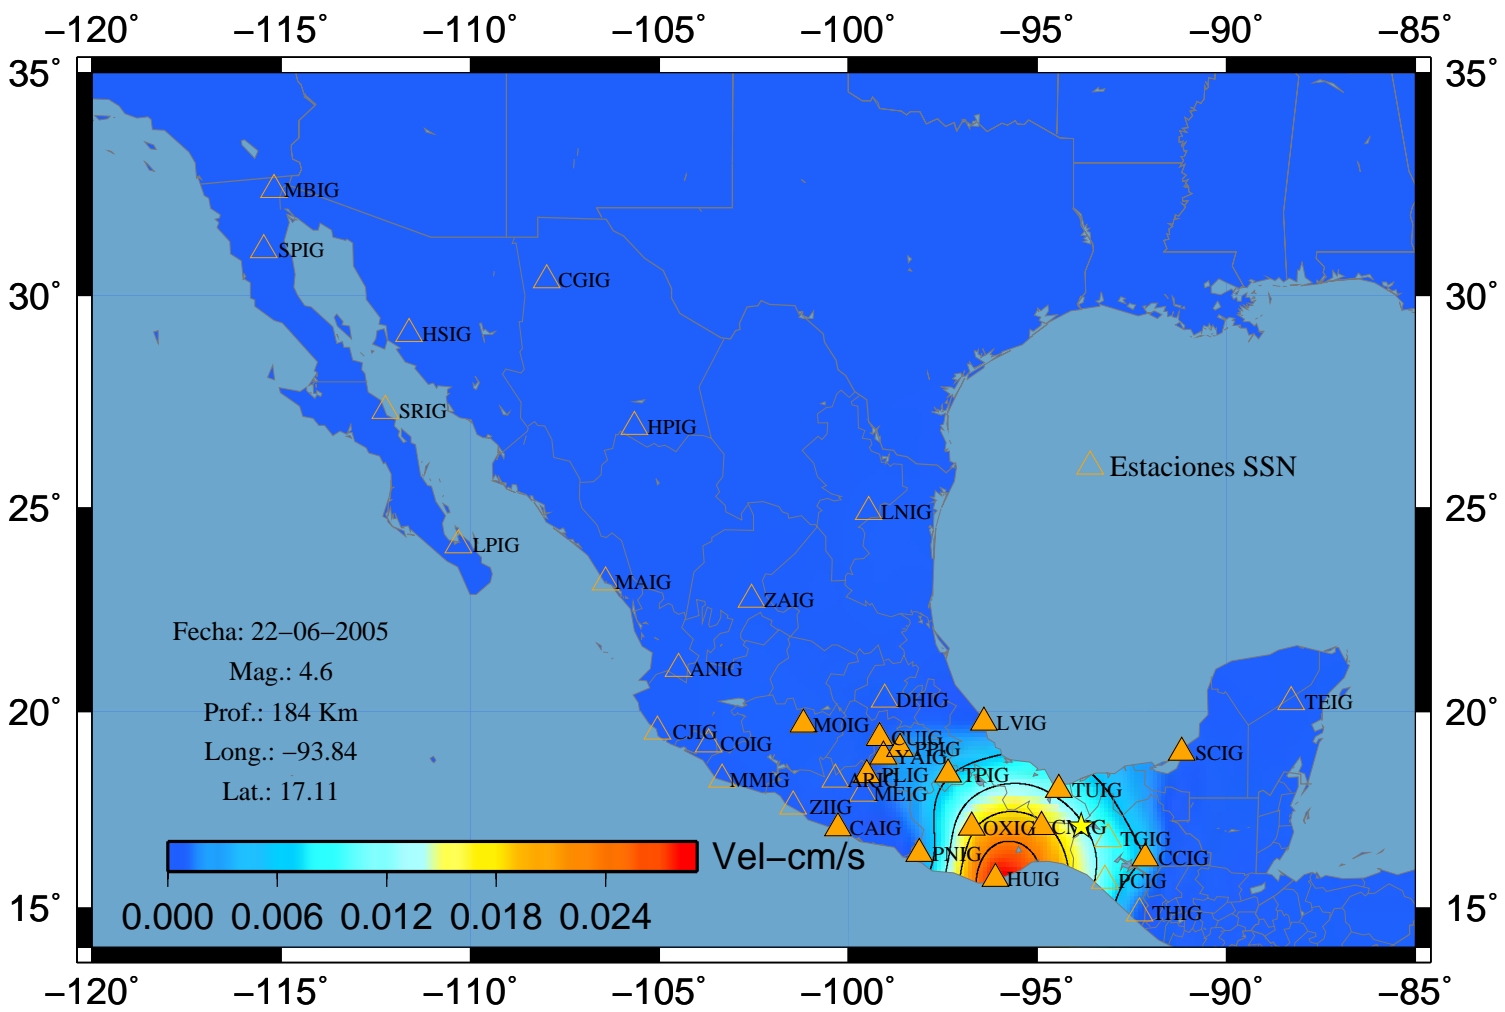 −120° −115° −110° −105° −100° −95° −90° −85°
35° 35°
MBIG
SPIG
CGIG
30° 30°
HSIG
SRIG
HPIG
Estaciones SSN
25° LNIG 25°
LPIG
MAIG
ZAIG
Fecha: 22−06−2005
Mag.: 4.6
Prof.: 184 Km
Long.: −93.84
Lat.: 17.11
ANIG
DHIG
TEIG
20° 20°
MOIG
LVIG
CJIG
COIG
CUIG
PPIG
YAIG
SCIG
MMIG
ARIG
PLIG
TPIG
MEIG
TUIG
ZIIG
CAIG
OXIG
TGIG
PNIG
CCIG
HUIG
PCIG
THIG
Vel−cm/s
0.000 0.006 0.012 0.018 0.024
15° 15°
−120° −115° −110° −105° −100° −95° −90° −85°